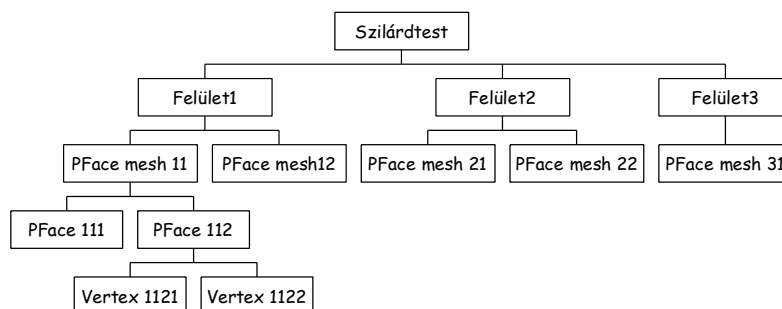 Szilárdtest
Felület1
Felület2
Felület3
PFace mesh 11
PFace mesh12
PFace mesh 21
PFace mesh 22
PFace mesh 31
PFace 111
PFace 112
Vertex 1121
Vertex 1122